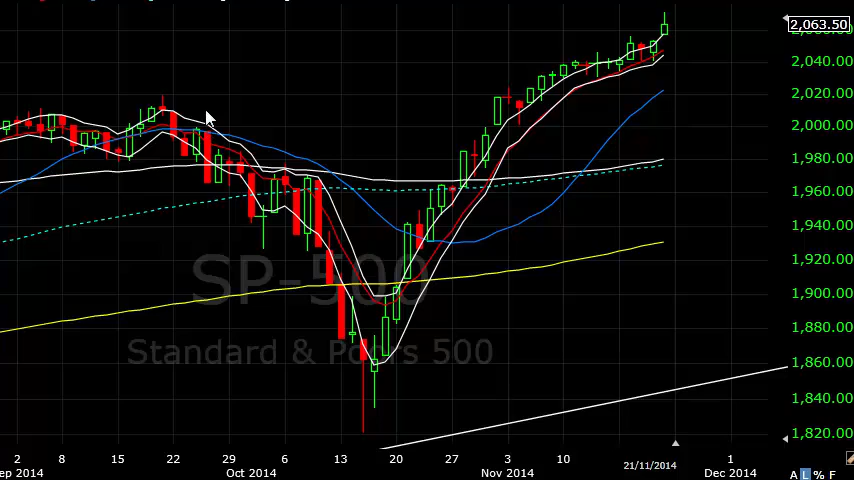 2,063.50
2,040.00
2,020.00
2,000.00
1,980.00
1,960.00
1,940.00
1,920.00
1,900.00
1,880.00
1,860.00
1,840.00
1,820.00
SP-500
Standard & Poors 500
2 8 15 22 29 6 13 20 27 3 10 21/11/2014 1
ep 2014 Oct 2014 Nov 2014 Dec 2014
A L % F